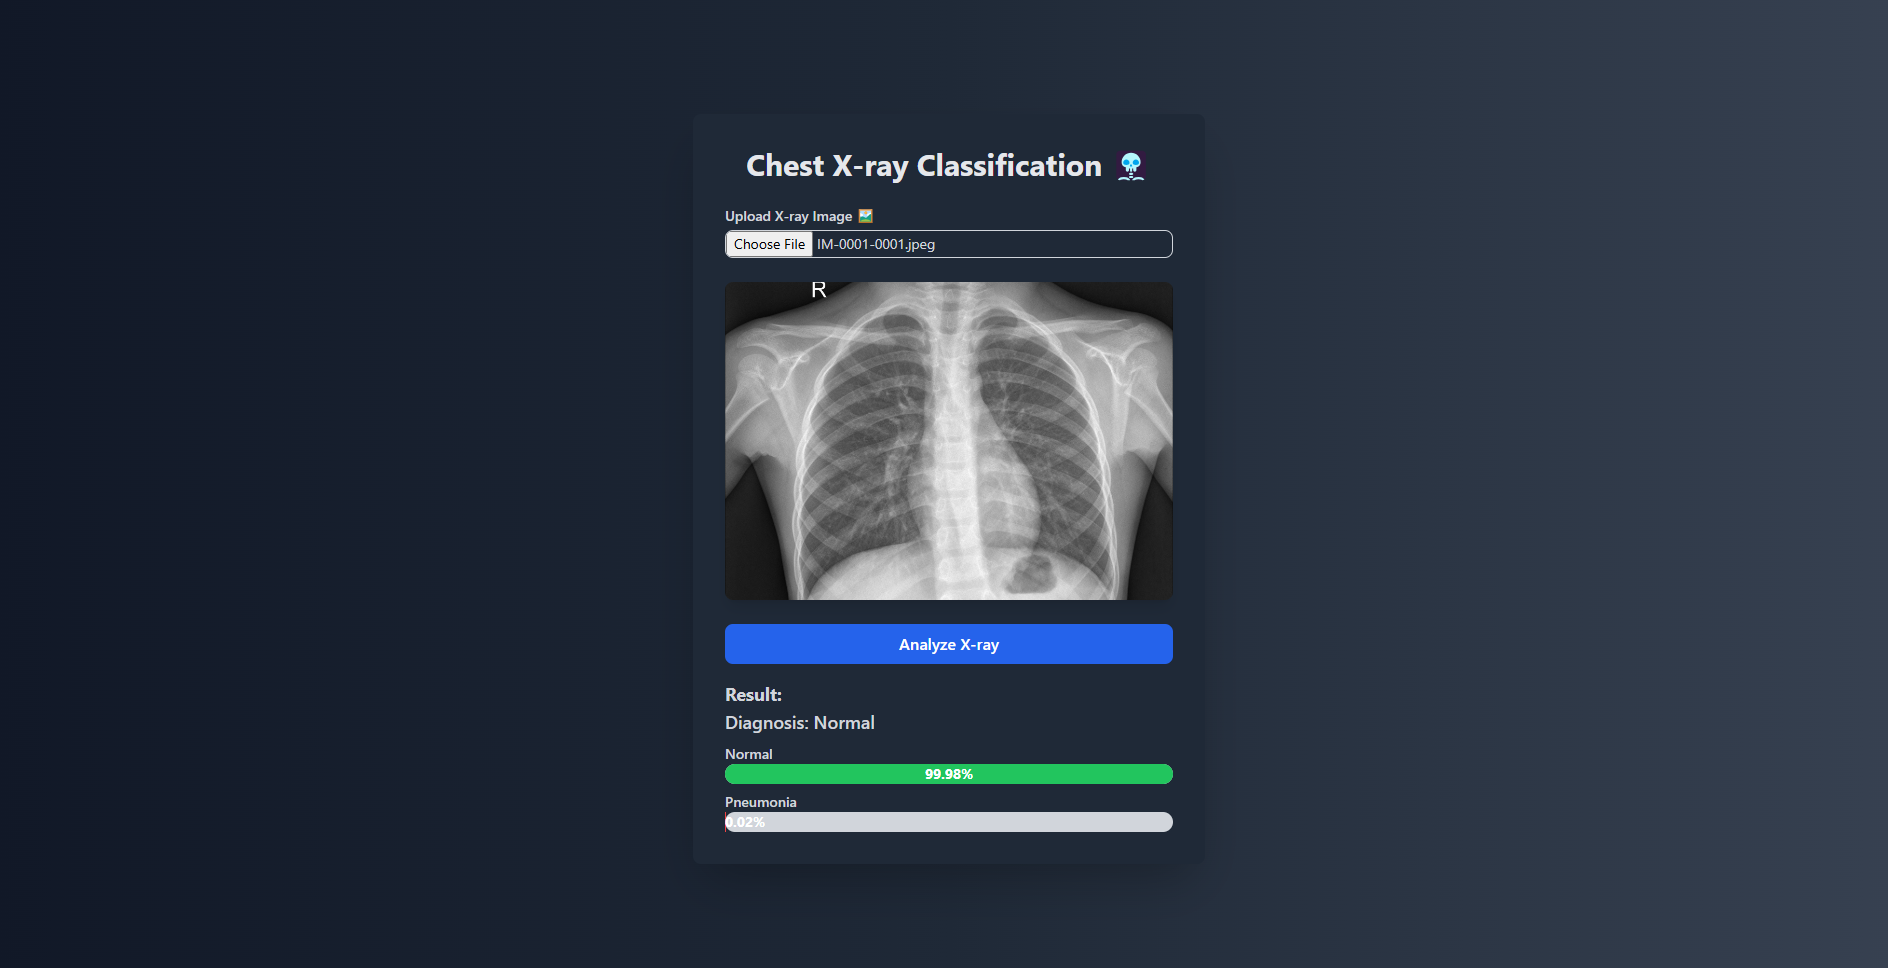 Chest X-ray Classification
Upload X-ray Image
Choose File IM-0001-0001.jpeg
R
Analyze X-ray
Result:
Diagnosis: Normal
Normal
99.98%
Pneumonia
0.02%